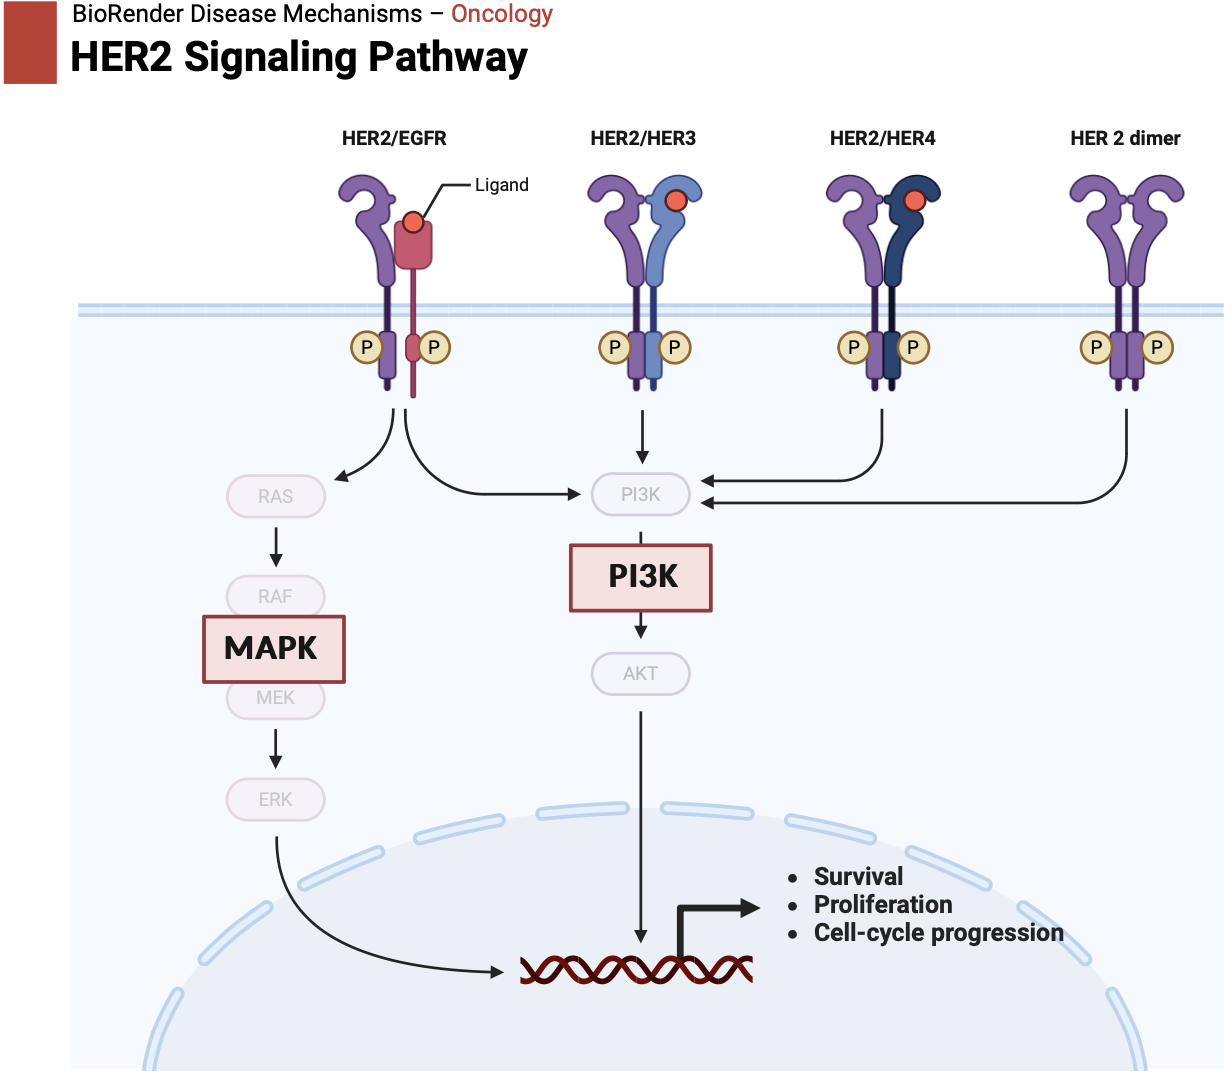 BioRender Disease Mechanisms – Oncology
HER2 Signaling Pathway
HER2/EGFR
HER2/HER3
HER2/HER4
HER 2 dimer
Ligand
P
P
P
P
P
P
P
P
RAS
PI3K
PI3K
RAF
MAPK
AKT
MEK
ERK
• Survival
• Proliferation
• Cell-cycle progression